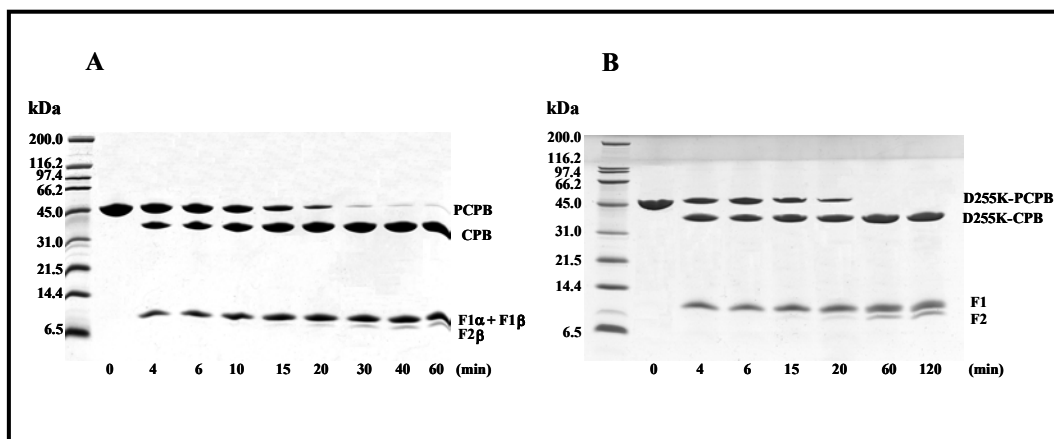 A
kDa
200.0
116.2
97.4
66.2
45.0
31.0
21.5
14.4
6.5
PCPB
CPB
F1α + F1β
F2β
0 4 6 10 15 20 30 40 60 (min)
B
kDa
200.0
116.2
97.4
66.2
45.0
31.0
21.5
14.4
6.5
D255K-PCPB
D255K-CPB
F1
F2
0 4 6 15 20 60 120 (min)